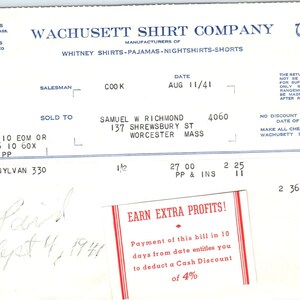 WACHUSETT SHIRT COMPANY
MANUFACTURERS OF
WHITNEY SHIRTS-PAJAMAS-NIGHTSHIRTS-SHORTS
SALESMAN COOK DATE AUG 11/41
SOLD TO SAMUEL W RICHMOND 4060
137 SHREWSBURY ST
WORCESTER MASS
10 EOM OR
10 60X
PP
SYLVAN 330 1/2 27 00 2 25
PP & INS 11
2 36
Paid
Sept 4, 1941
EARN EXTRA PROFITS!
Payment of this bill in 10
days from date entitles you
to deduct a Cash Discount
of 4%